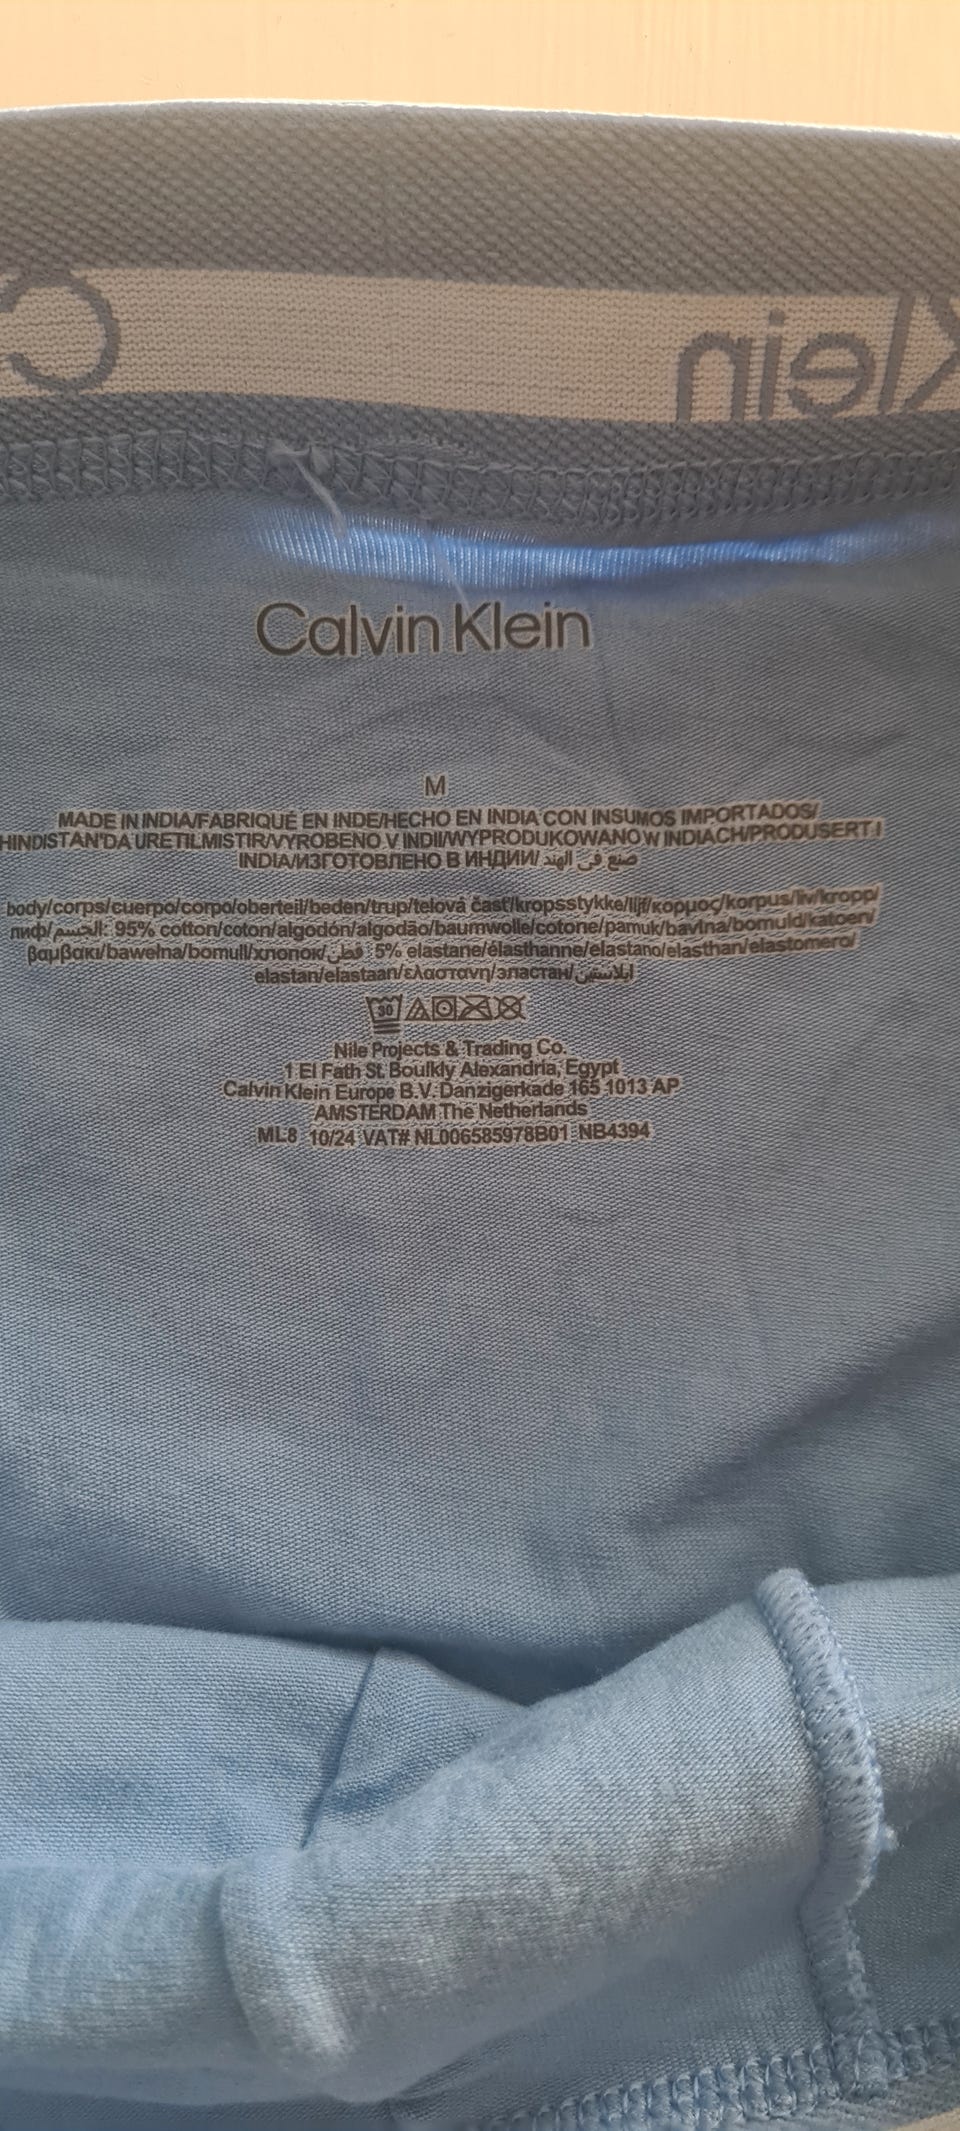 C
Klein
Calvin Klein
M
MADE IN INDIA/FABRIQUÉ EN INDE/HECHO EN INDIA CON INSUMOS IMPORTADOS/
HINDISTAN'DA URETILMISTIR/VYROBENO V INDII/WYPRODUKOWANO W INDIACH/PRODUSERT I
INDIA/ИЗГОТОВЛЕНО В ИНДИИ/ صنع في الهند
body/corps/cuerpo/corpo/oberteil/beden/trup/telová časť/kropsstykke/lijf/κορμος/korpus/liv/kropp/
лиф/الجسم: 95% cotton/coton/algodón/algodão/baumwolle/cotone/pamuk/bavlna/bomuld/katoen/
βαμβακι/bawełna/bomull/хлопок/قطن 5% elastane/élasthanne/elastano/elasthan/elastomero/
elastan/elastaan/ελαστανη/эластан/ايلاستين
30
Nile Projects & Trading Co.
1 El Fath St. Boulkly Alexandria, Egypt
Calvin Klein Europe B.V. Danzigerkade 165 1013 AP
AMSTERDAM The Netherlands
ML8 10/24 VAT# NL006585978B01 NB4394